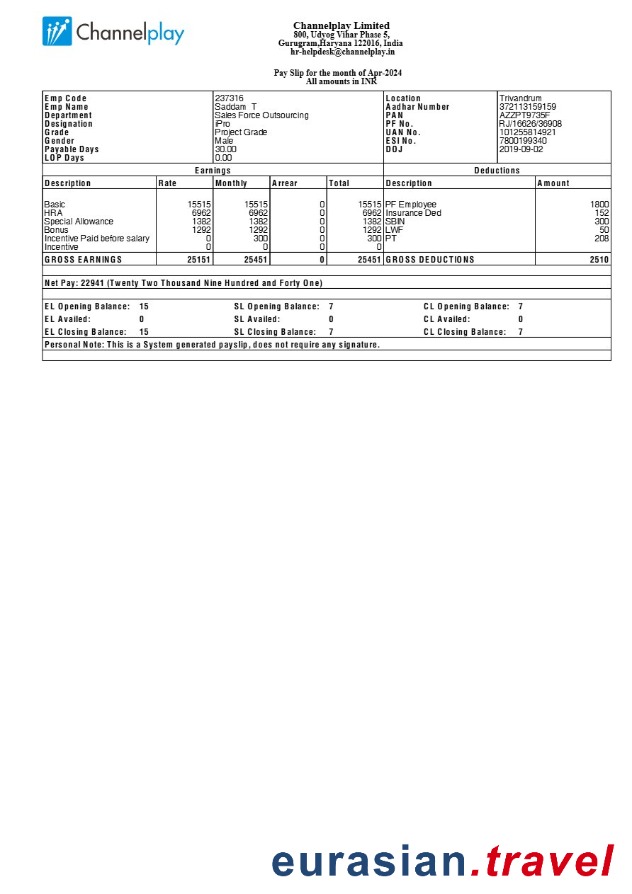 Channelplay
Channelplay Limited
800, Udyog Vihar Phase 5,
Gurugram,Haryana 122016, India
hr-helpdesk@channelplay.in
Pay Slip for the month of Apr-2024
All amounts in INR
Emp Code 237316 Location Trivandrum
Emp Name Saddam T Aadhar Number 372113159159
Department Sales Force Outsourcing PAN AZZPT9735F
Designation iPro PF No. RJ/16626/36908
Grade Project Grade UAN No. 101255814921
Gender Male ESI No. 7800199340
Payable Days 30.00 DOJ 2019-09-02
LOP Days 0.00
Earnings Deductions
Description Rate Monthly Arrear Total Description Amount
Basic 15515 15515 0 15515 PF Employee 1800
HRA 6962 6962 0 6962 Insurance Ded 152
Special Allowance 1382 1382 0 1382 SBIN 300
Bonus 1292 1292 0 1292 LWF 50
Incentive Paid before salary 0 300 0 300 PT 208
Incentive 0 0 0 0
GROSS EARNINGS 25151 25451 0 25451 GROSS DEDUCTIONS 2510
Net Pay: 22941 (Twenty Two Thousand Nine Hundred and Forty One)
EL Opening Balance: 15 SL Opening Balance: 7 CL Opening Balance: 7
EL Availed: 0 SL Availed: 0 CL Availed: 0
EL Closing Balance: 15 SL Closing Balance: 7 CL Closing Balance: 7
Personal Note: This is a System generated payslip, does not require any signature.
eurasian.travel